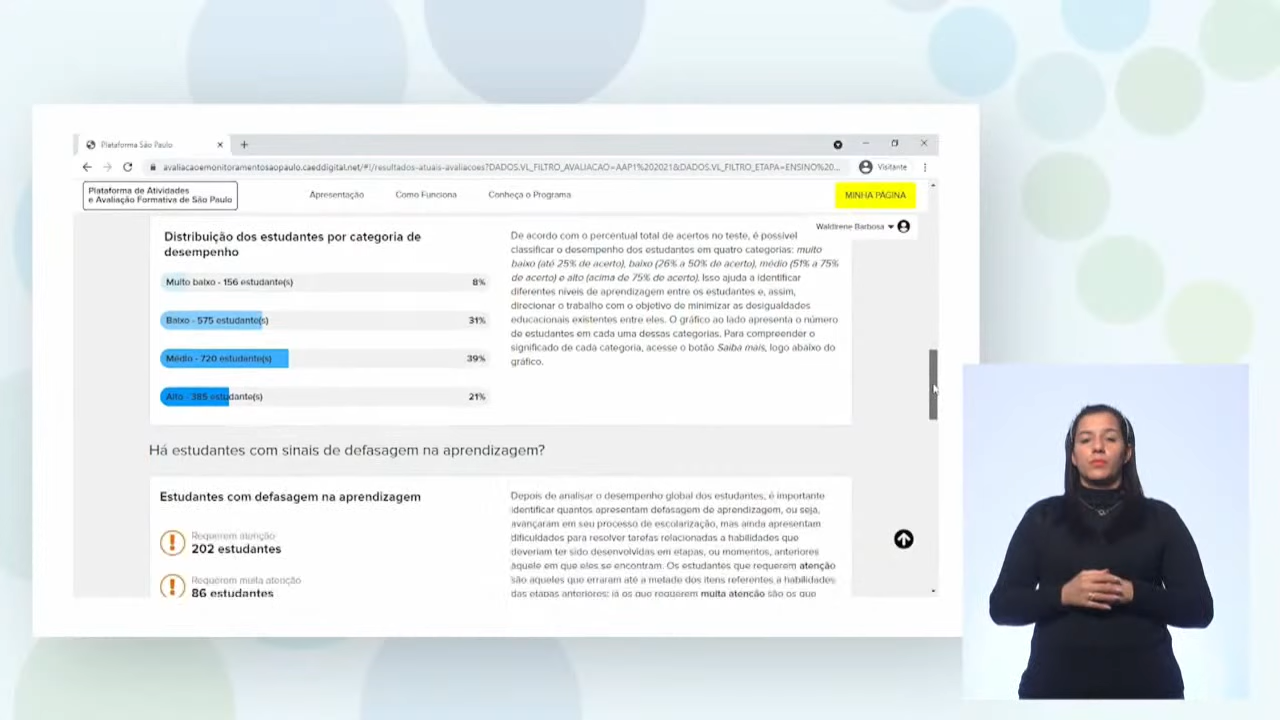 Plataforma São Paulo
avaliacaoemonitoramentosaopaulo.caeddigital.net/#!/resultados-atuais-avaliacoes?DADOS.VL_FILTRO_AVALIACAO=AAP1%202021&DADOS.VL_FILTRO_ETAPA=ENSINO%20...
Visitante
Plataforma de Atividades
e Avaliação Formativa de São Paulo
Apresentação
Como Funciona
Conheça o Programa
MINHA PÁGINA
Waldirene Barbosa
Distribuição dos estudantes por categoria de
desempenho
Muito baixo - 156 estudante(s) 8%
Baixo - 575 estudante(s) 31%
Médio - 720 estudante(s) 39%
Alto - 385 estudante(s) 21%
De acordo com o percentual total de acertos no teste, é possível
classificar o desempenho dos estudantes em quatro categorias: muito
baixo (até 25% de acerto), baixo (26% a 50% de acerto), médio (51% a 75%
de acerto) e alto (acima de 75% de acerto). Isso ajuda a identificar
diferentes níveis de aprendizagem entre os estudantes e, assim,
direcionar o trabalho com o objetivo de minimizar as desigualdades
educacionais existentes entre eles. O gráfico ao lado apresenta o número
de estudantes em cada uma dessas categorias. Para compreender o
significado de cada categoria, acesse o botão Saiba mais, logo abaixo do
gráfico.
Há estudantes com sinais de defasagem na aprendizagem?
Estudantes com defasagem na aprendizagem
Requerem atenção
202 estudantes
Requerem muita atenção
86 estudantes
Depois de analisar o desempenho global dos estudantes, é importante
identificar quantos apresentam defasagem de aprendizagem, ou seja,
avançaram em seu processo de escolarização, mas ainda apresentam
dificuldades para resolver tarefas relacionadas a habilidades que
deveriam ter sido desenvolvidas em etapas, ou momentos, anteriores
àquele em que eles se encontram. Os estudantes que requerem atenção
são aqueles que erraram até a metade dos itens referentes a habilidades
das etapas anteriores; já os que requerem muita atenção são os que